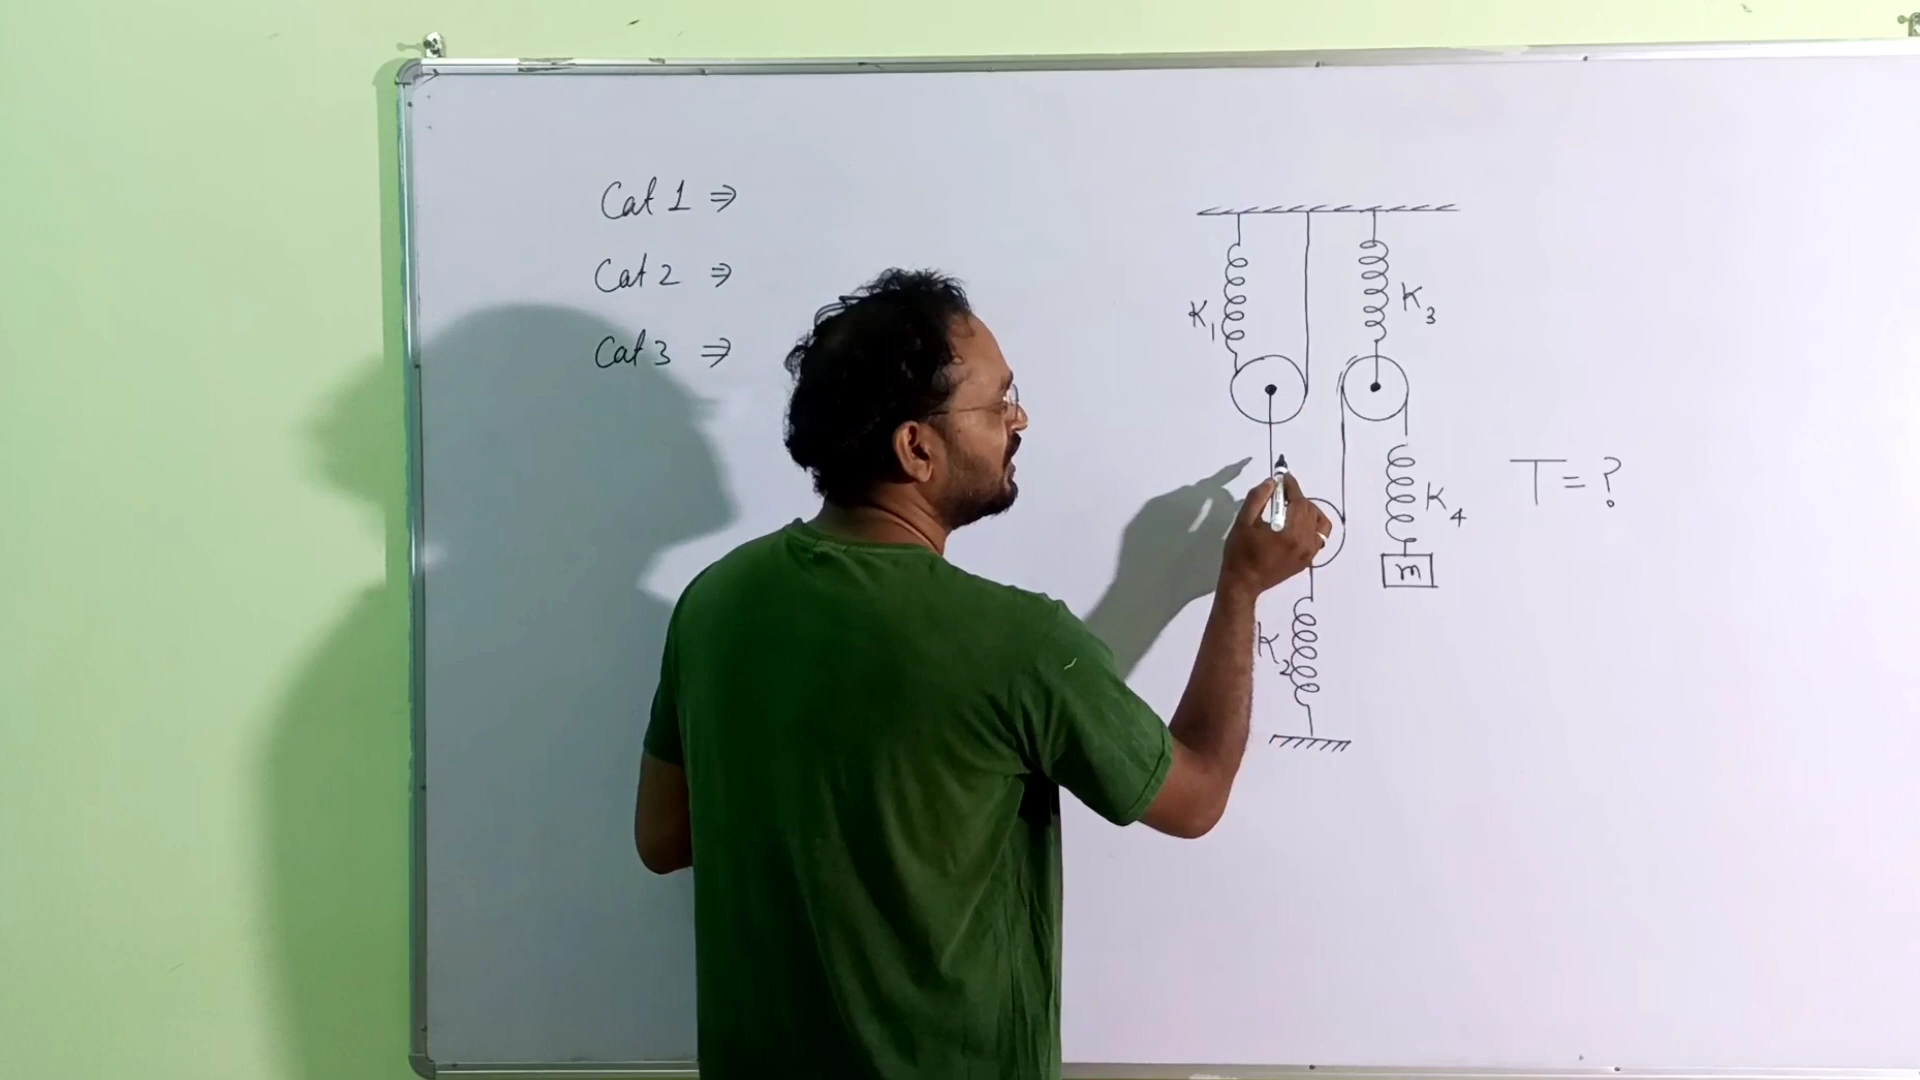 Cat 1 ⇒
Cat 2 ⇒
Cat 3 ⇒
K₁
K₃
K₄
T = ?
m
K₂